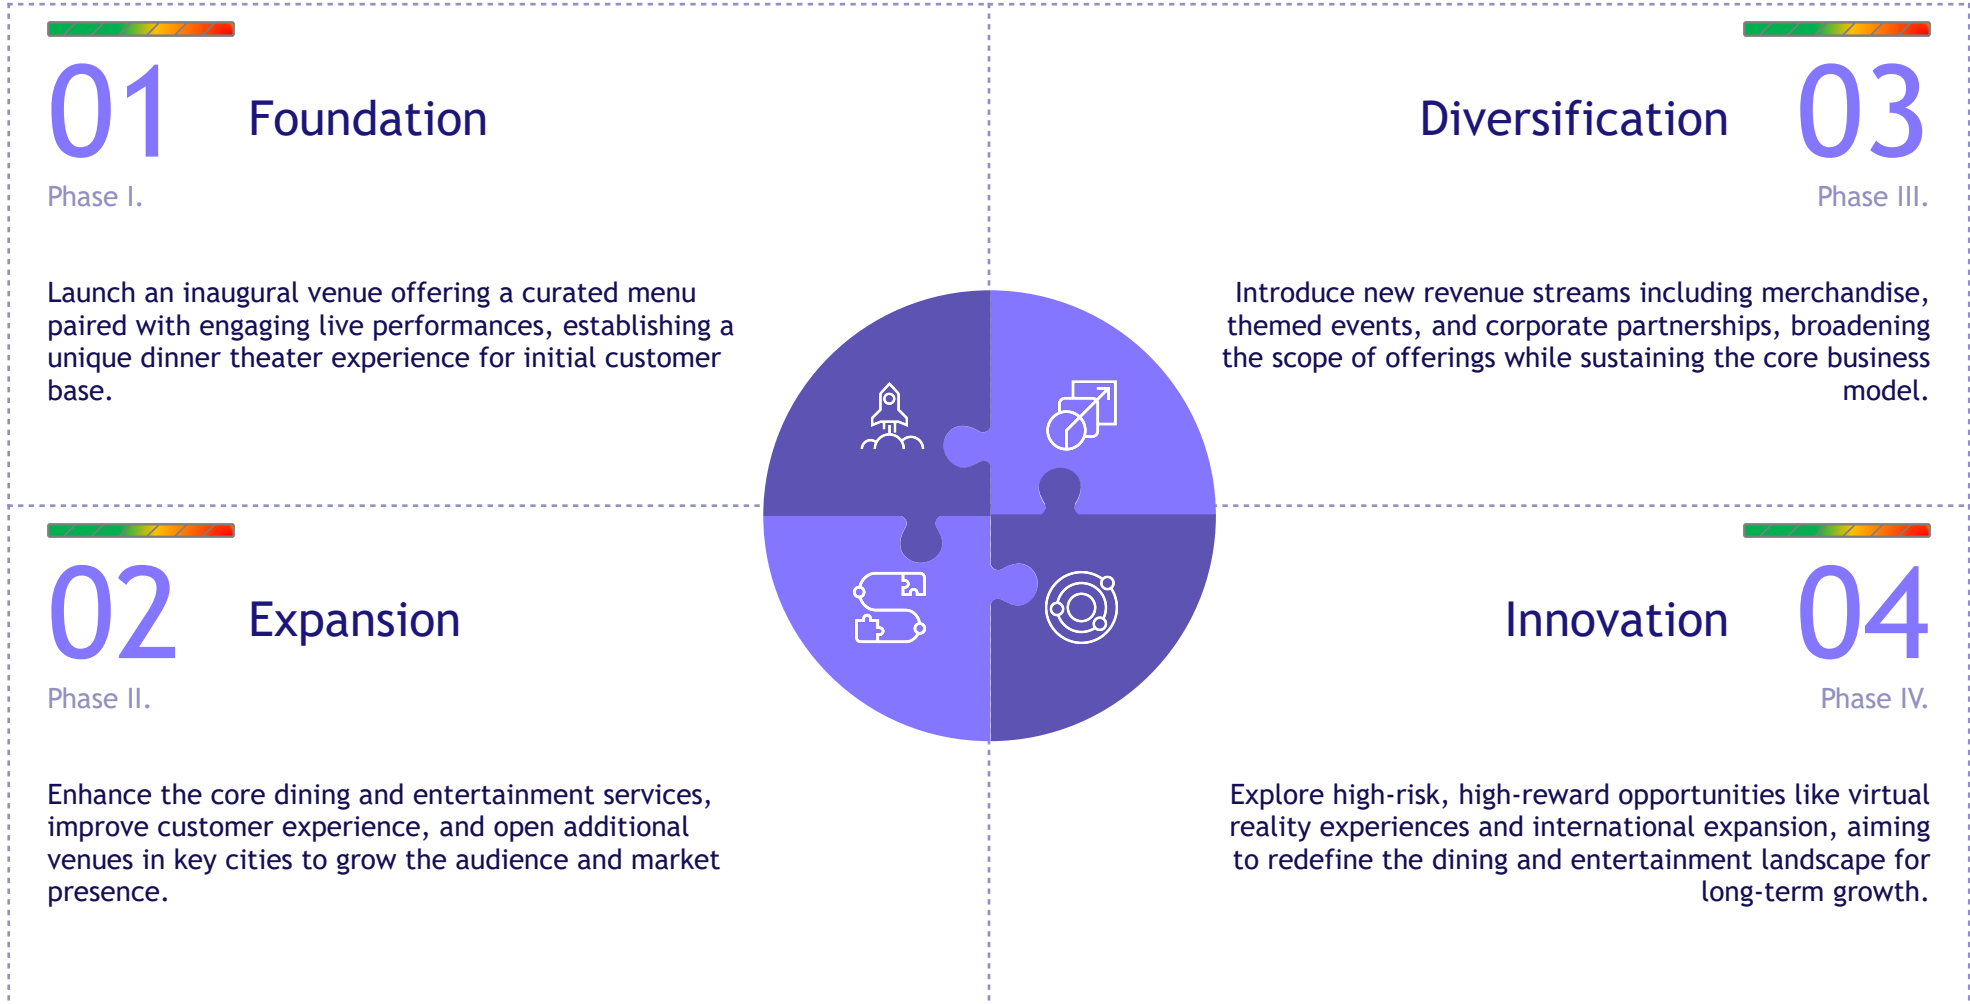 01
Foundation
Phase I.
Launch an inaugural venue offering a curated menu
paired with engaging live performances, establishing a
unique dinner theater experience for initial customer
base.
02
Expansion
Phase II.
Enhance the core dining and entertainment services,
improve customer experience, and open additional
venues in key cities to grow the audience and market
presence.
Diversification
03
Phase III.
Introduce new revenue streams including merchandise,
themed events, and corporate partnerships, broadening
the scope of offerings while sustaining the core business
model.
Innovation
04
Phase IV.
Explore high-risk, high-reward opportunities like virtual
reality experiences and international expansion, aiming
to redefine the dining and entertainment landscape for
long-term growth.